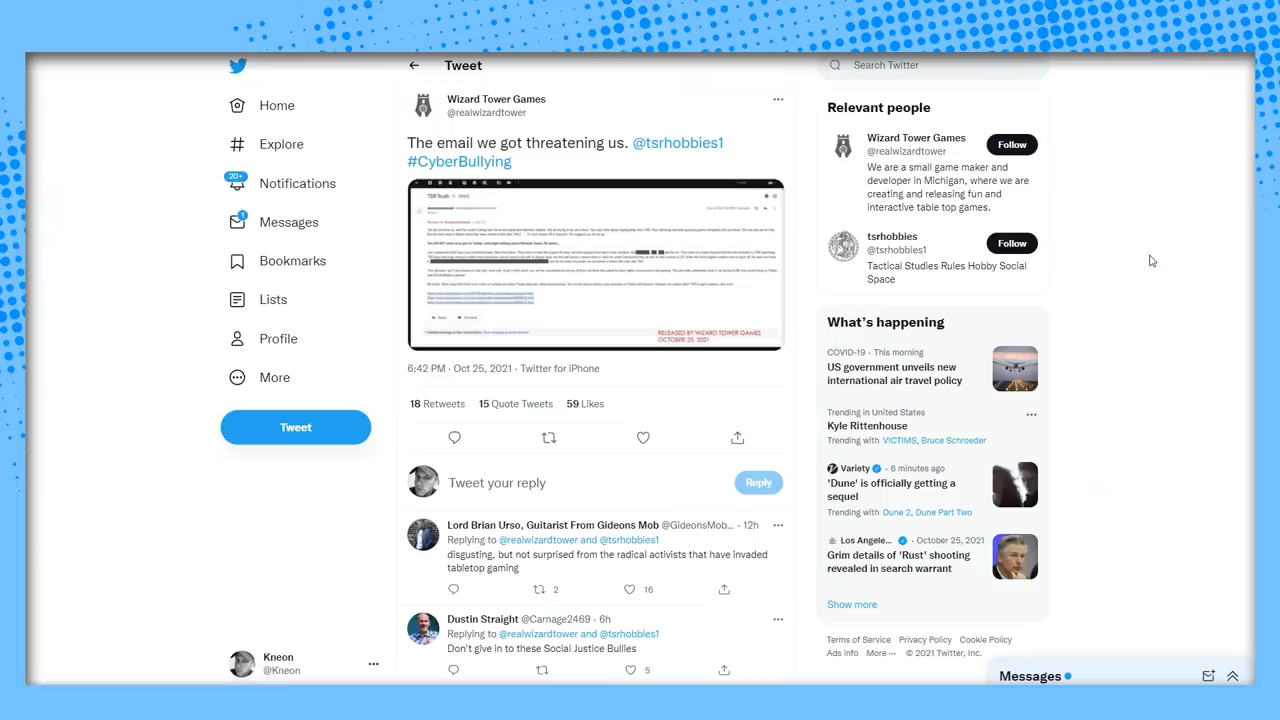 Tweet
Search Twitter
Home
Explore
20+
Notifications
1
Messages
Bookmarks
Lists
Profile
More
Tweet
Kneon
@Kneon
Wizard Tower Games
@realwizardtower
The email we got threatening us. @tsrhobbies1
#CyberBullying
TSR Truth
Reply Forward
RELEASED BY WIZARD TOWER GAMES
OCTOBER 25, 2021
6:42 PM · Oct 25, 2021 · Twitter for iPhone
18 Retweets 15 Quote Tweets 59 Likes
Tweet your reply
Reply
Lord Brian Urso, Guitarist From Gideons Mob @GideonsMob... · 12h
Replying to @realwizardtower and @tsrhobbies1
disgusting, but not surprised from the radical activists that have invaded
tabletop gaming
2 16
Dustin Straight @Carnage2469 · 6h
Replying to @realwizardtower and @tsrhobbies1
Don't give in to these Social Justice Bullies
5
Relevant people
Wizard Tower Games
@realwizardtower
Follow
We are a small game maker and
developer in Michigan, where we are
creating and releasing fun and
interactive table top games.
tsrhobbies
@tsrhobbies1
Follow
Tactical Studies Rules Hobby Social
Space
What's happening
COVID-19 · This morning
US government unveils new
international air travel policy
Trending in United States
Kyle Rittenhouse
Trending with VICTIMS, Bruce Schroeder
Variety · 6 minutes ago
'Dune' is officially getting a
sequel
Trending with Dune 2, Dune Part Two
Los Angele... · October 25, 2021
Grim details of 'Rust' shooting
revealed in search warrant
Show more
Terms of Service Privacy Policy Cookie Policy
Ads info More ··· © 2021 Twitter, Inc.
Messages